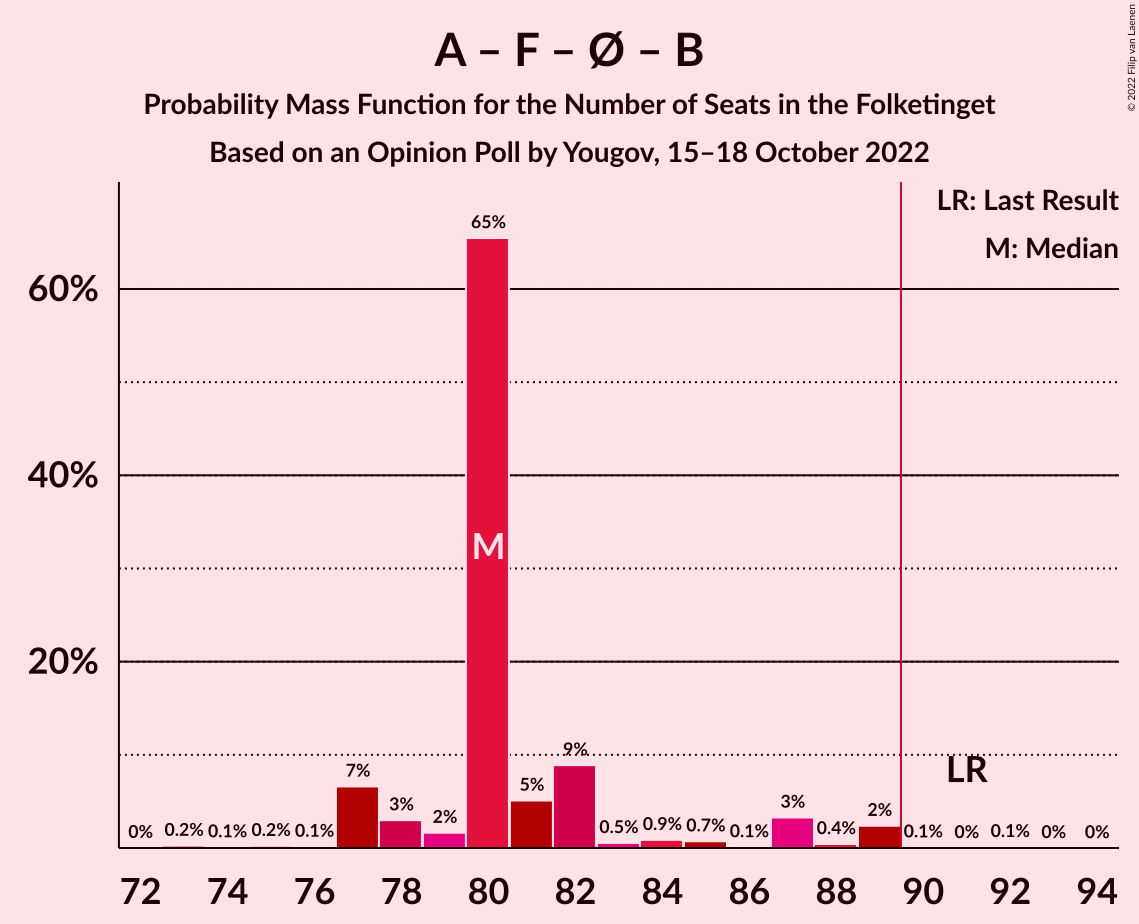 A – F – Ø – B
Probability Mass Function for the Number of Seats in the Folketinget
Based on an Opinion Poll by Yougov, 15–18 October 2022
© 2022 Filip van Laenen
LR: Last Result
M: Median
60%
40%
20%
65%
M
0%
0.2%
0.1%
0.2%
0.1%
7%
3%
2%
5%
9%
0.5%
0.9%
0.7%
0.1%
3%
0.4%
2%
0.1%
0%
0.1%
0%
0%
LR
72 74 76 78 80 82 84 86 88 90 92 94